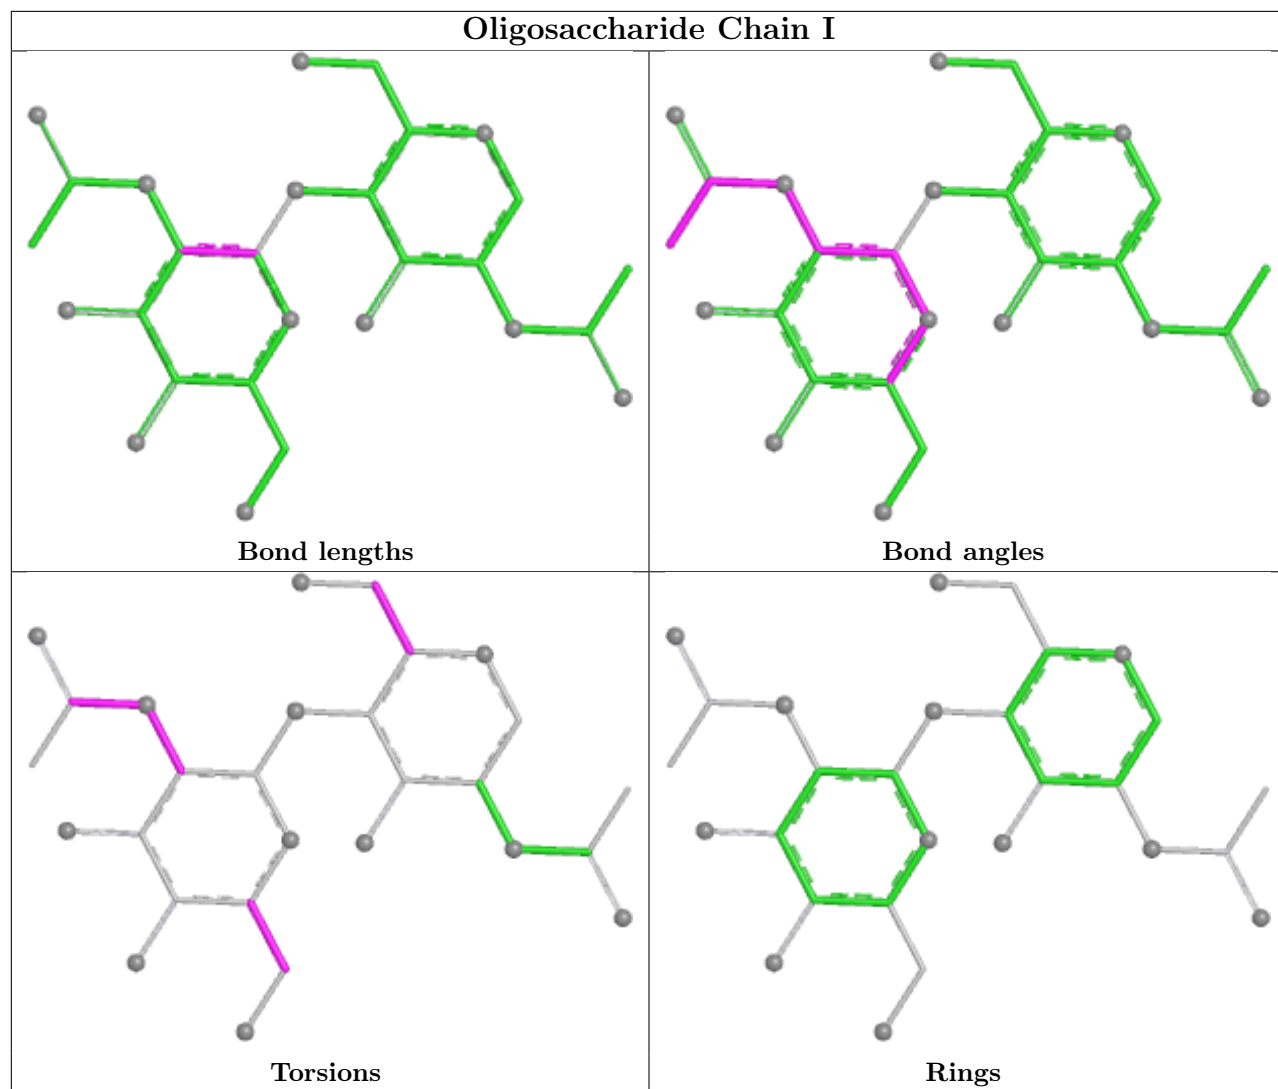 Oligosaccharide Chain I
Bond lengths
Bond angles
Torsions
Rings